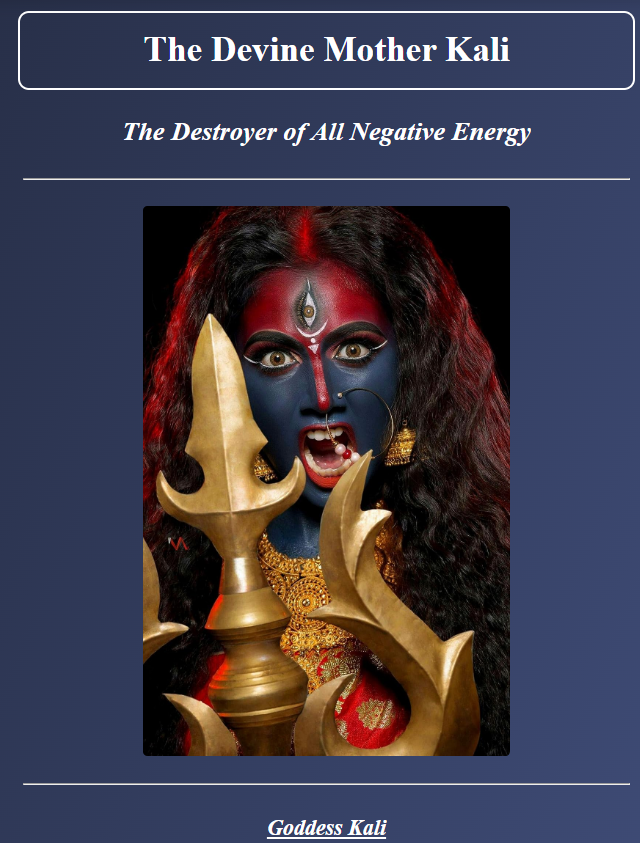 The Devine Mother Kali
The Destroyer of All Negative Energy
Goddess Kali